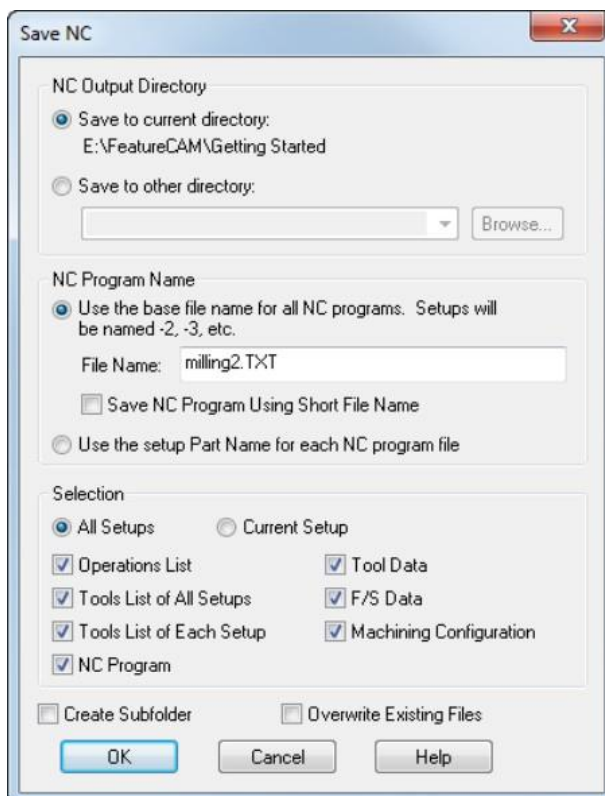 Save NC
NC Output Directory
Save to current directory:
E:\FeatureCAM\Getting Started
Save to other directory:
Browse...
NC Program Name
Use the base file name for all NC programs. Setups will
be named -2, -3, etc.
File Name: milling2.TXT
Save NC Program Using Short File Name
Use the setup Part Name for each NC program file
Selection
All Setups Current Setup
Operations List Tool Data
Tools List of All Setups F/S Data
Tools List of Each Setup Machining Configuration
NC Program
Create Subfolder Overwrite Existing Files
OK Cancel Help